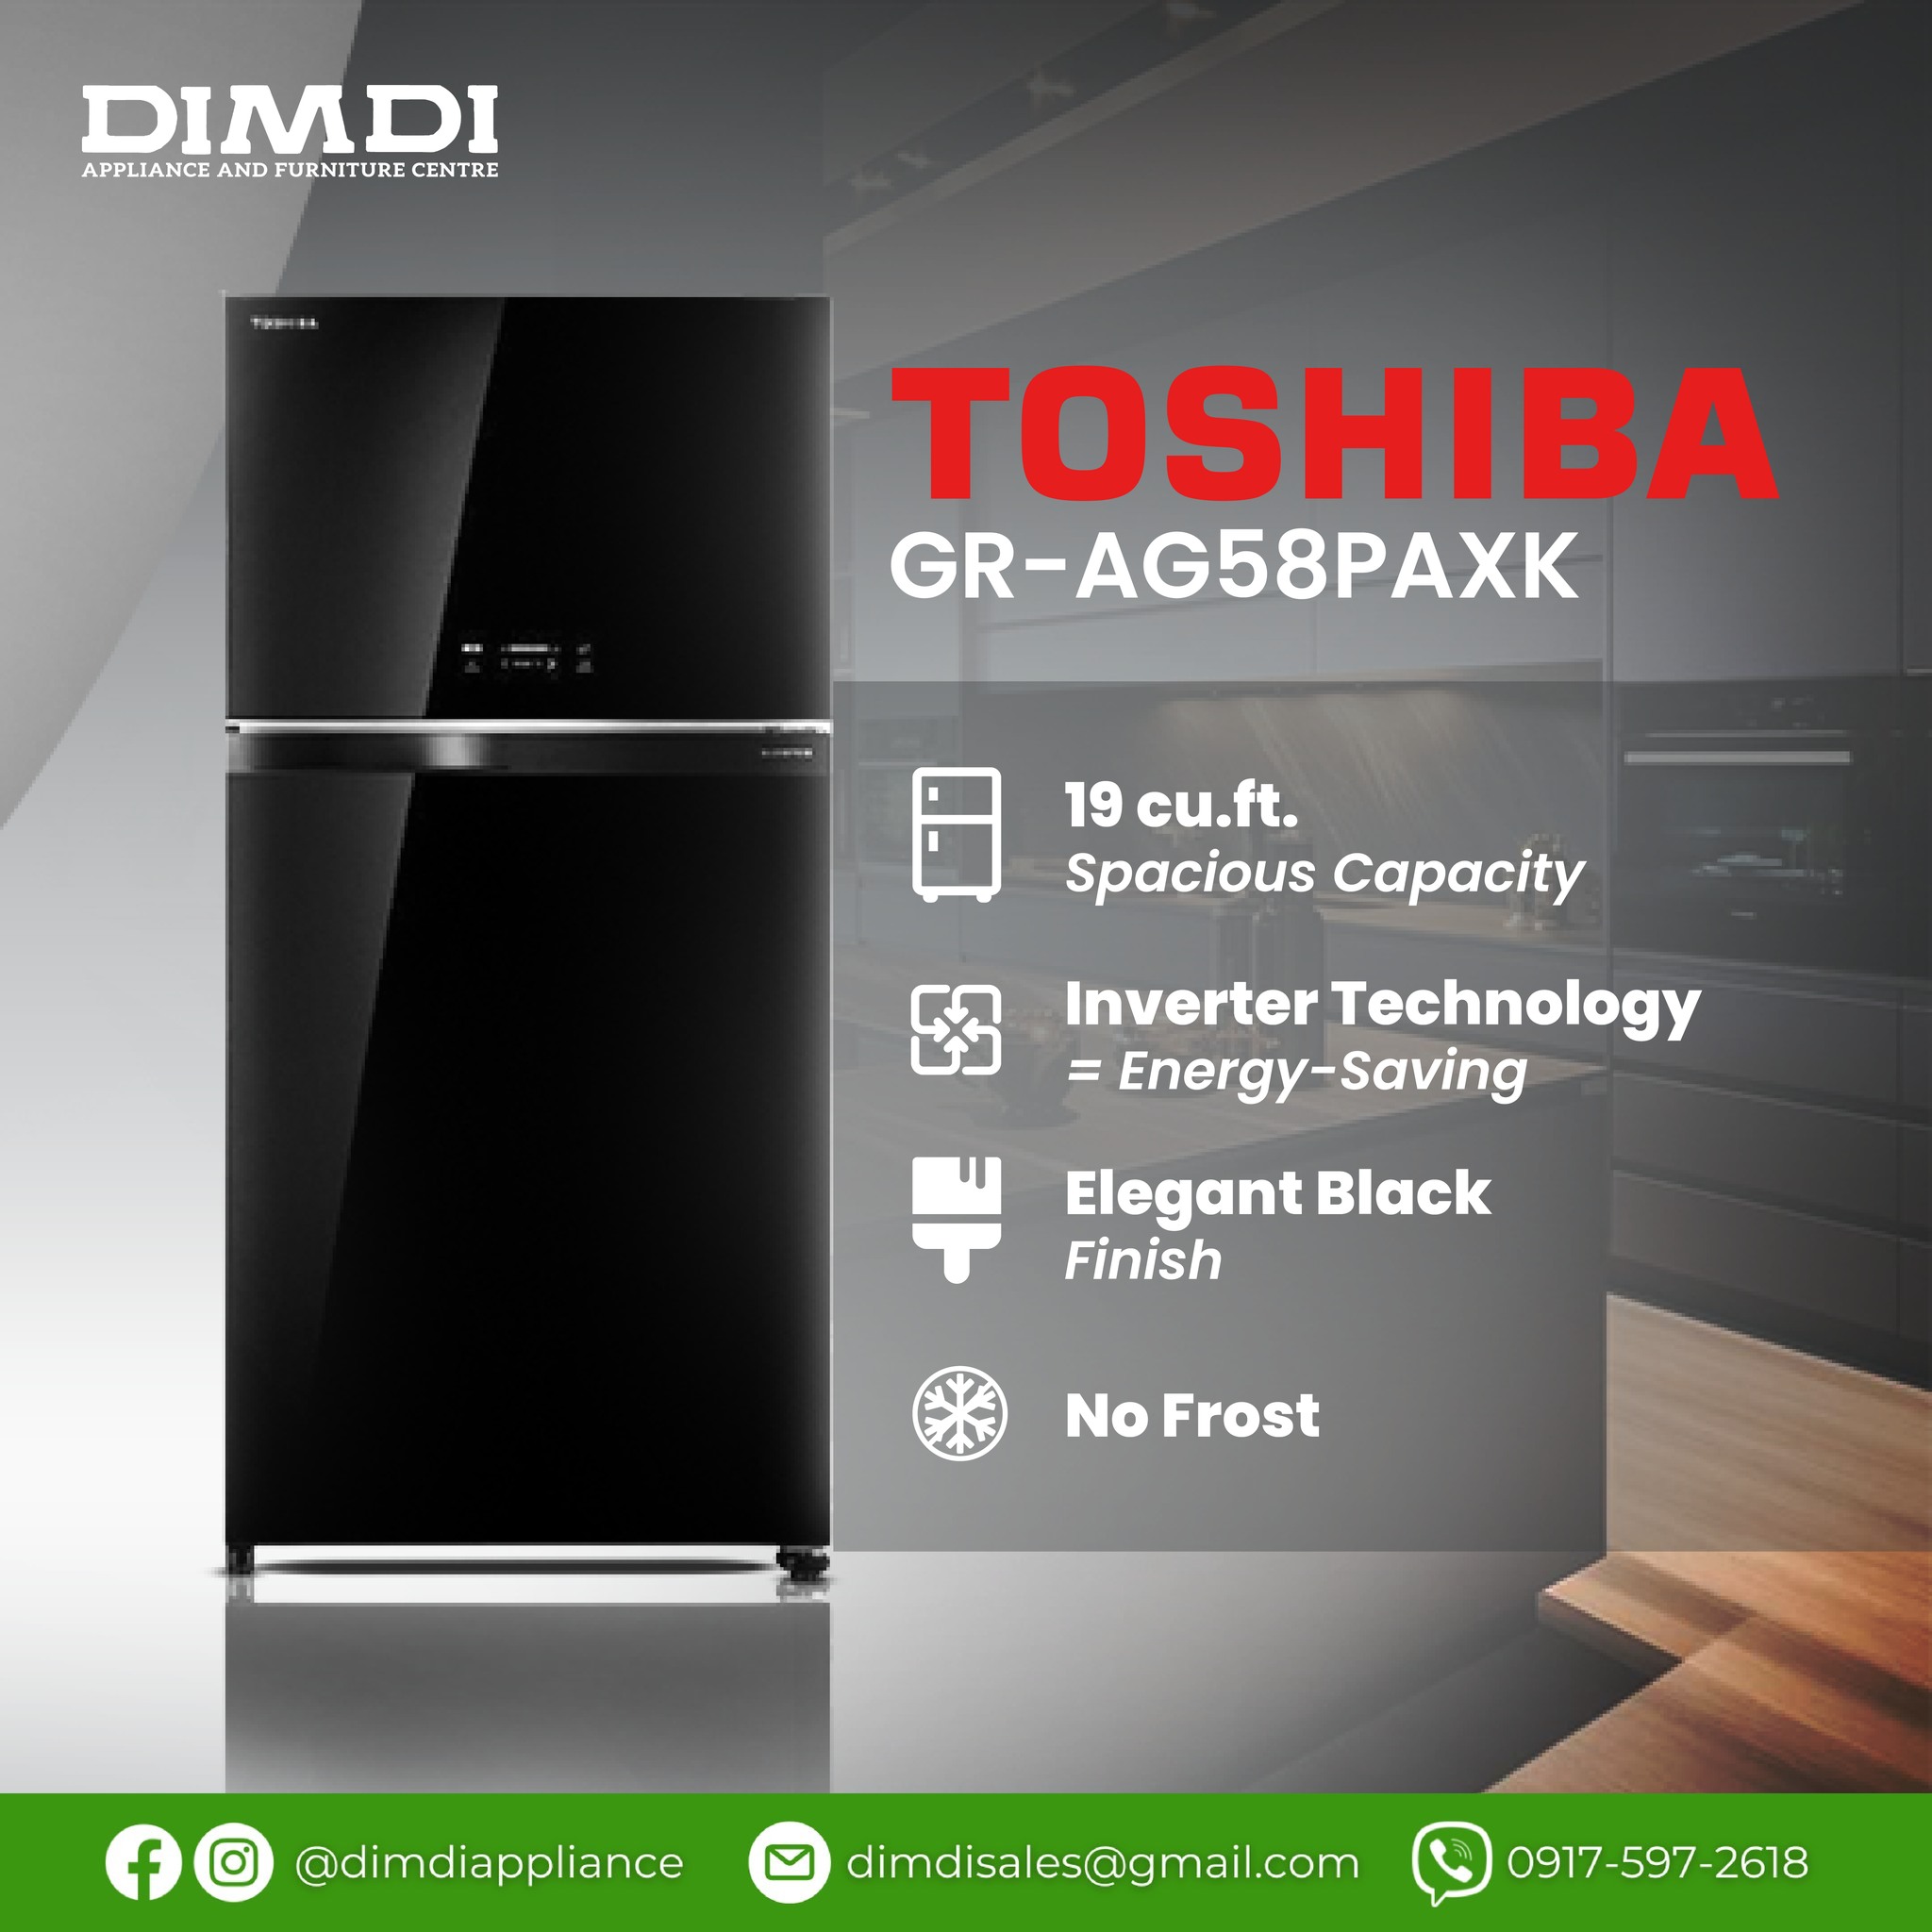 DIMDI
APPLIANCE AND FURNITURE CENTRE
TOSHIBA
TOSHIBA
GR-AG58PAXK
19 cu.ft.
Spacious Capacity
Inverter Technology
= Energy-Saving
Elegant Black
Finish
No Frost
@dimdiappliance
dimdisales@gmail.com
0917-597-2618